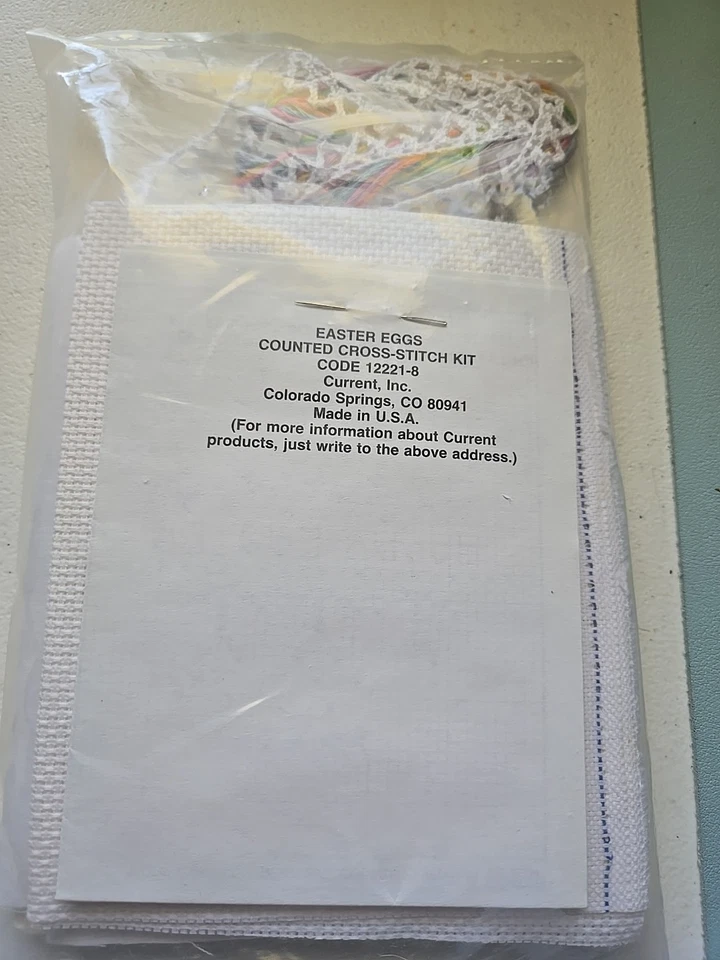 EASTER EGGS
COUNTED CROSS-STITCH KIT
CODE 12221-8
Current, Inc.
Colorado Springs, CO 80941
Made in U.S.A.
(For more information about Current
products, just write to the above address.)